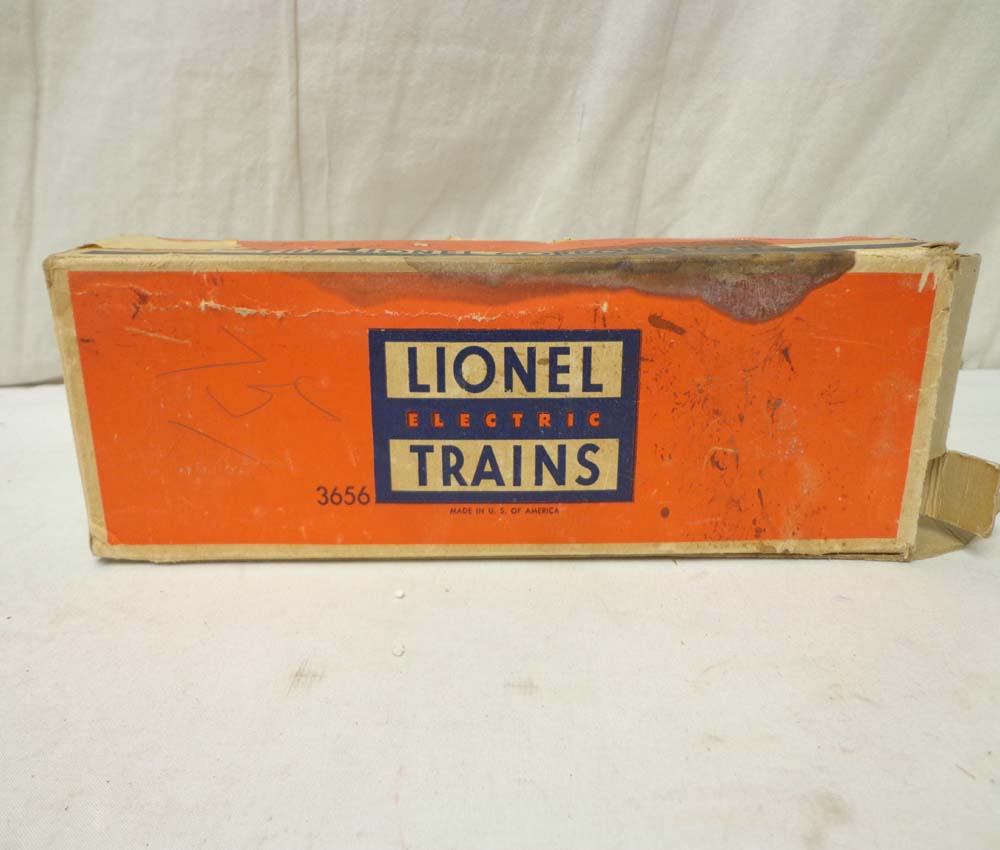 LIONEL
ELECTRIC
TRAINS
3656
MADE IN U. S. OF AMERICA